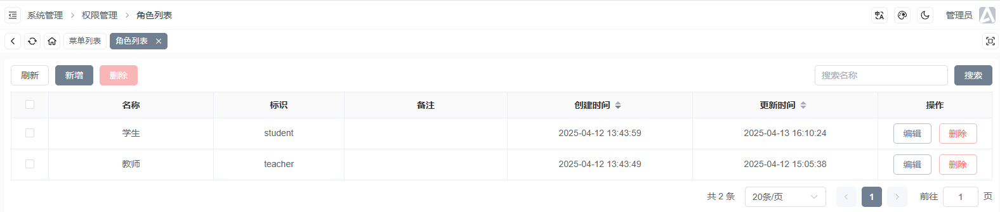 系统管理 权限管理 角色列表 管理员
菜单列表 角色列表
刷新 新增 删除 搜索名称 搜索
名称 标识 备注 创建时间 更新时间 操作
学生 student 2025-04-12 13:43:59 2025-04-13 16:10:24 编辑 删除
教师 teacher 2025-04-12 13:43:49 2025-04-12 15:05:38 编辑 删除
共 2 条 20条/页 1 前往 1 页